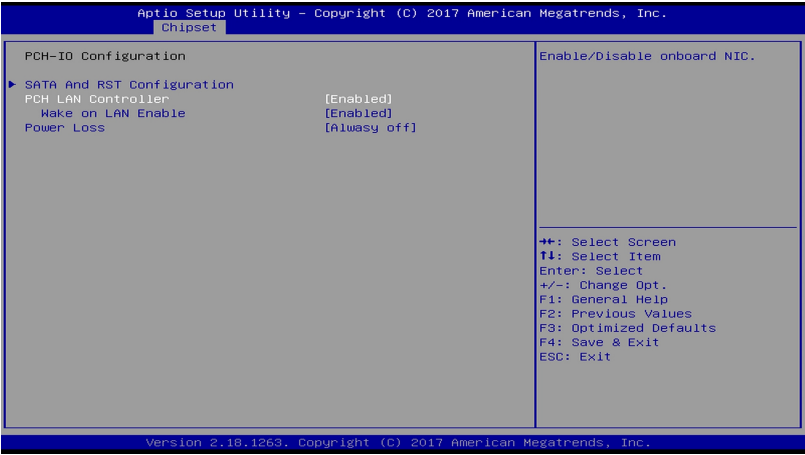 Aptio Setup Utility – Copyright (C) 2017 American Megatrends, Inc.
Chipset
PCH-IO Configuration
SATA And RST Configuration
PCH LAN Controller [Enabled]
Wake on LAN Enable [Enabled]
Power Loss [Alwasy off]
Enable/Disable onboard NIC.
→←: Select Screen
↑↓: Select Item
Enter: Select
+/-: Change Opt.
F1: General Help
F2: Previous Values
F3: Optimized Defaults
F4: Save & Exit
ESC: Exit
Version 2.18.1263. Copyright (C) 2017 American Megatrends, Inc.